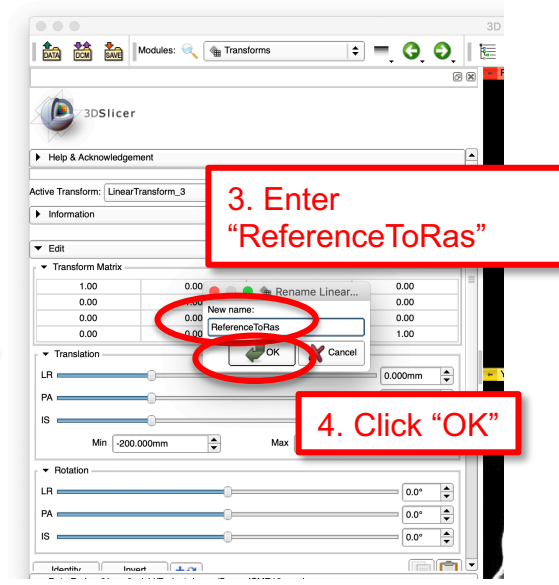 3D
DATA DCM SAVE Modules: Transforms
3DSlicer
Help & Acknowledgement
Active Transform: LinearTransform_3
3. Enter
“ReferenceToRas”
Information
Edit
Transform Matrix
1.00 0.00 0.00
0.00 1.00 0.00
0.00 0.00 0.00
0.00 0.00 1.00
Rename Linear...
New name:
ReferenceToRas
OK Cancel
Translation
LR 0.000mm
PA
IS
4. Click “OK”
Min -200.000mm Max
Rotation
LR 0.0°
PA 0.0°
IS 0.0°
Identity Invert